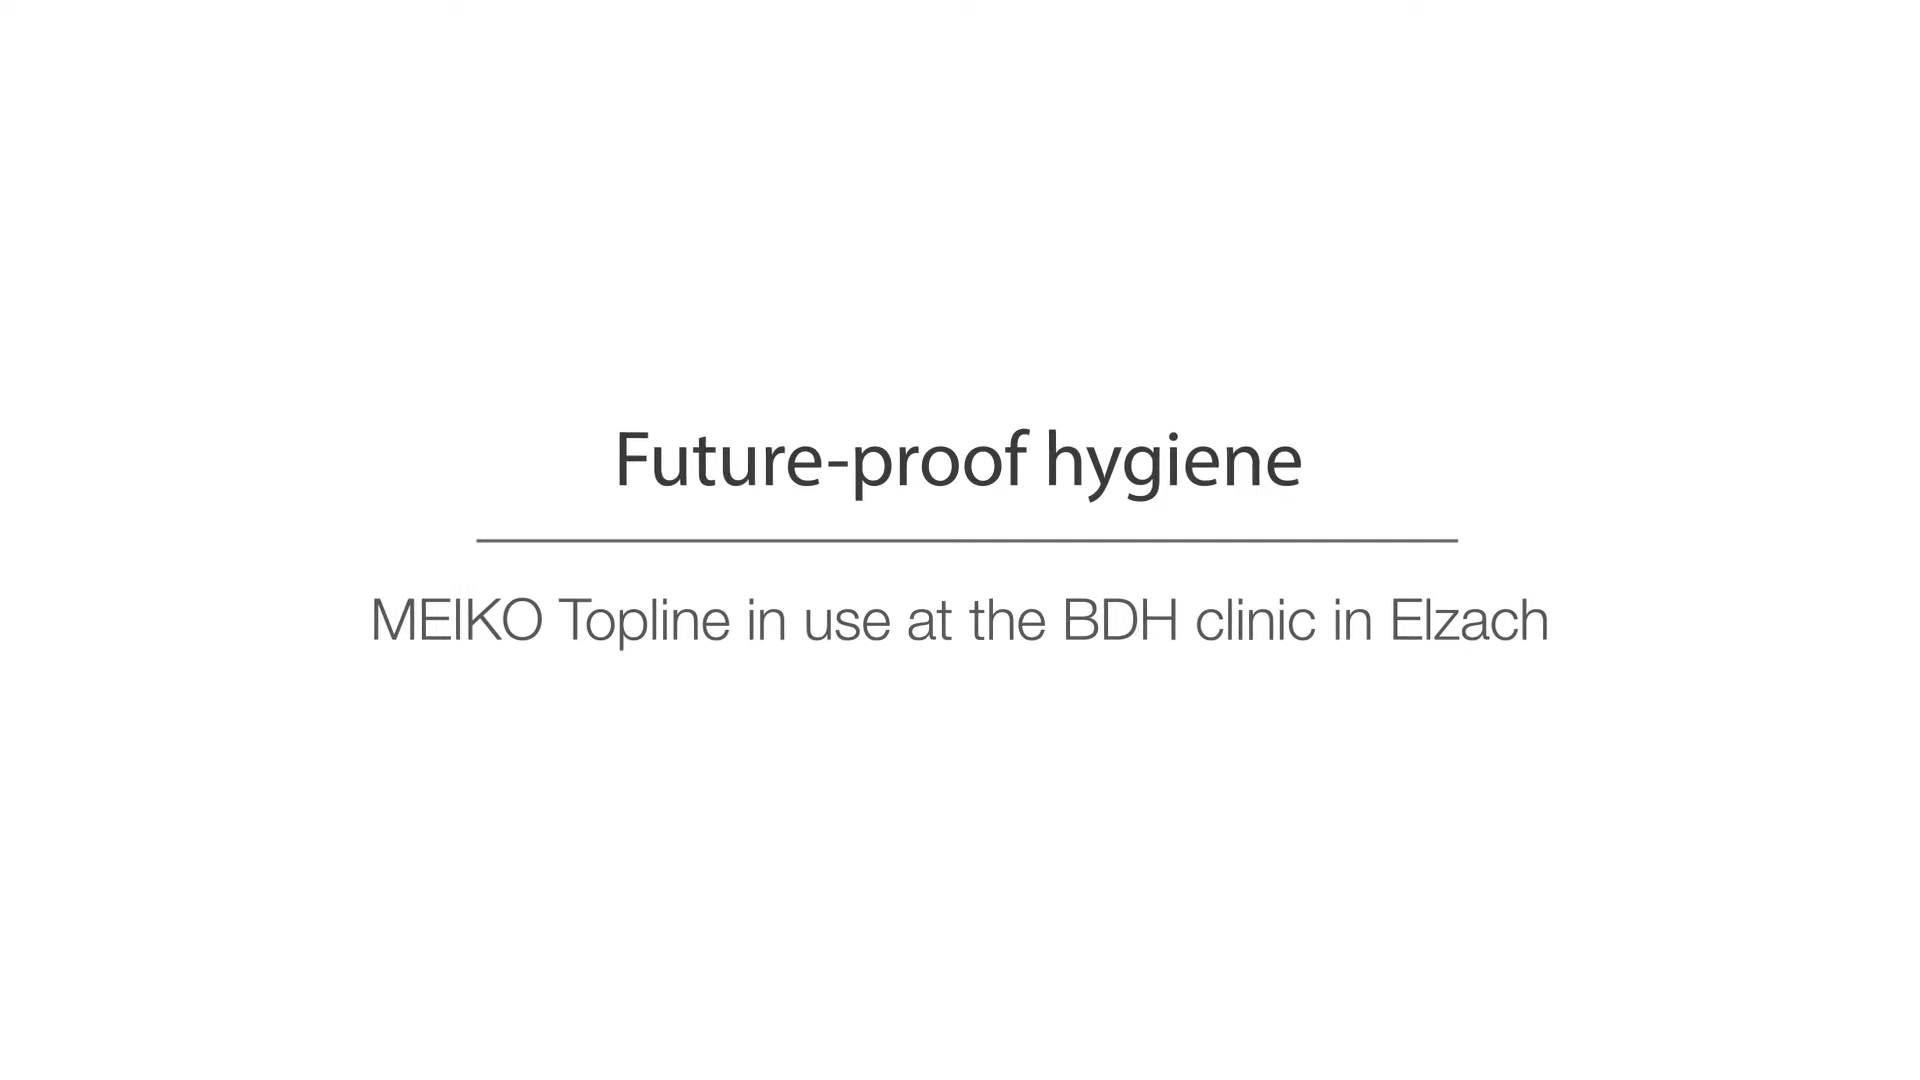 Future-proof hygiene
MEIKO Topline in use at the BDH clinic in Elzach